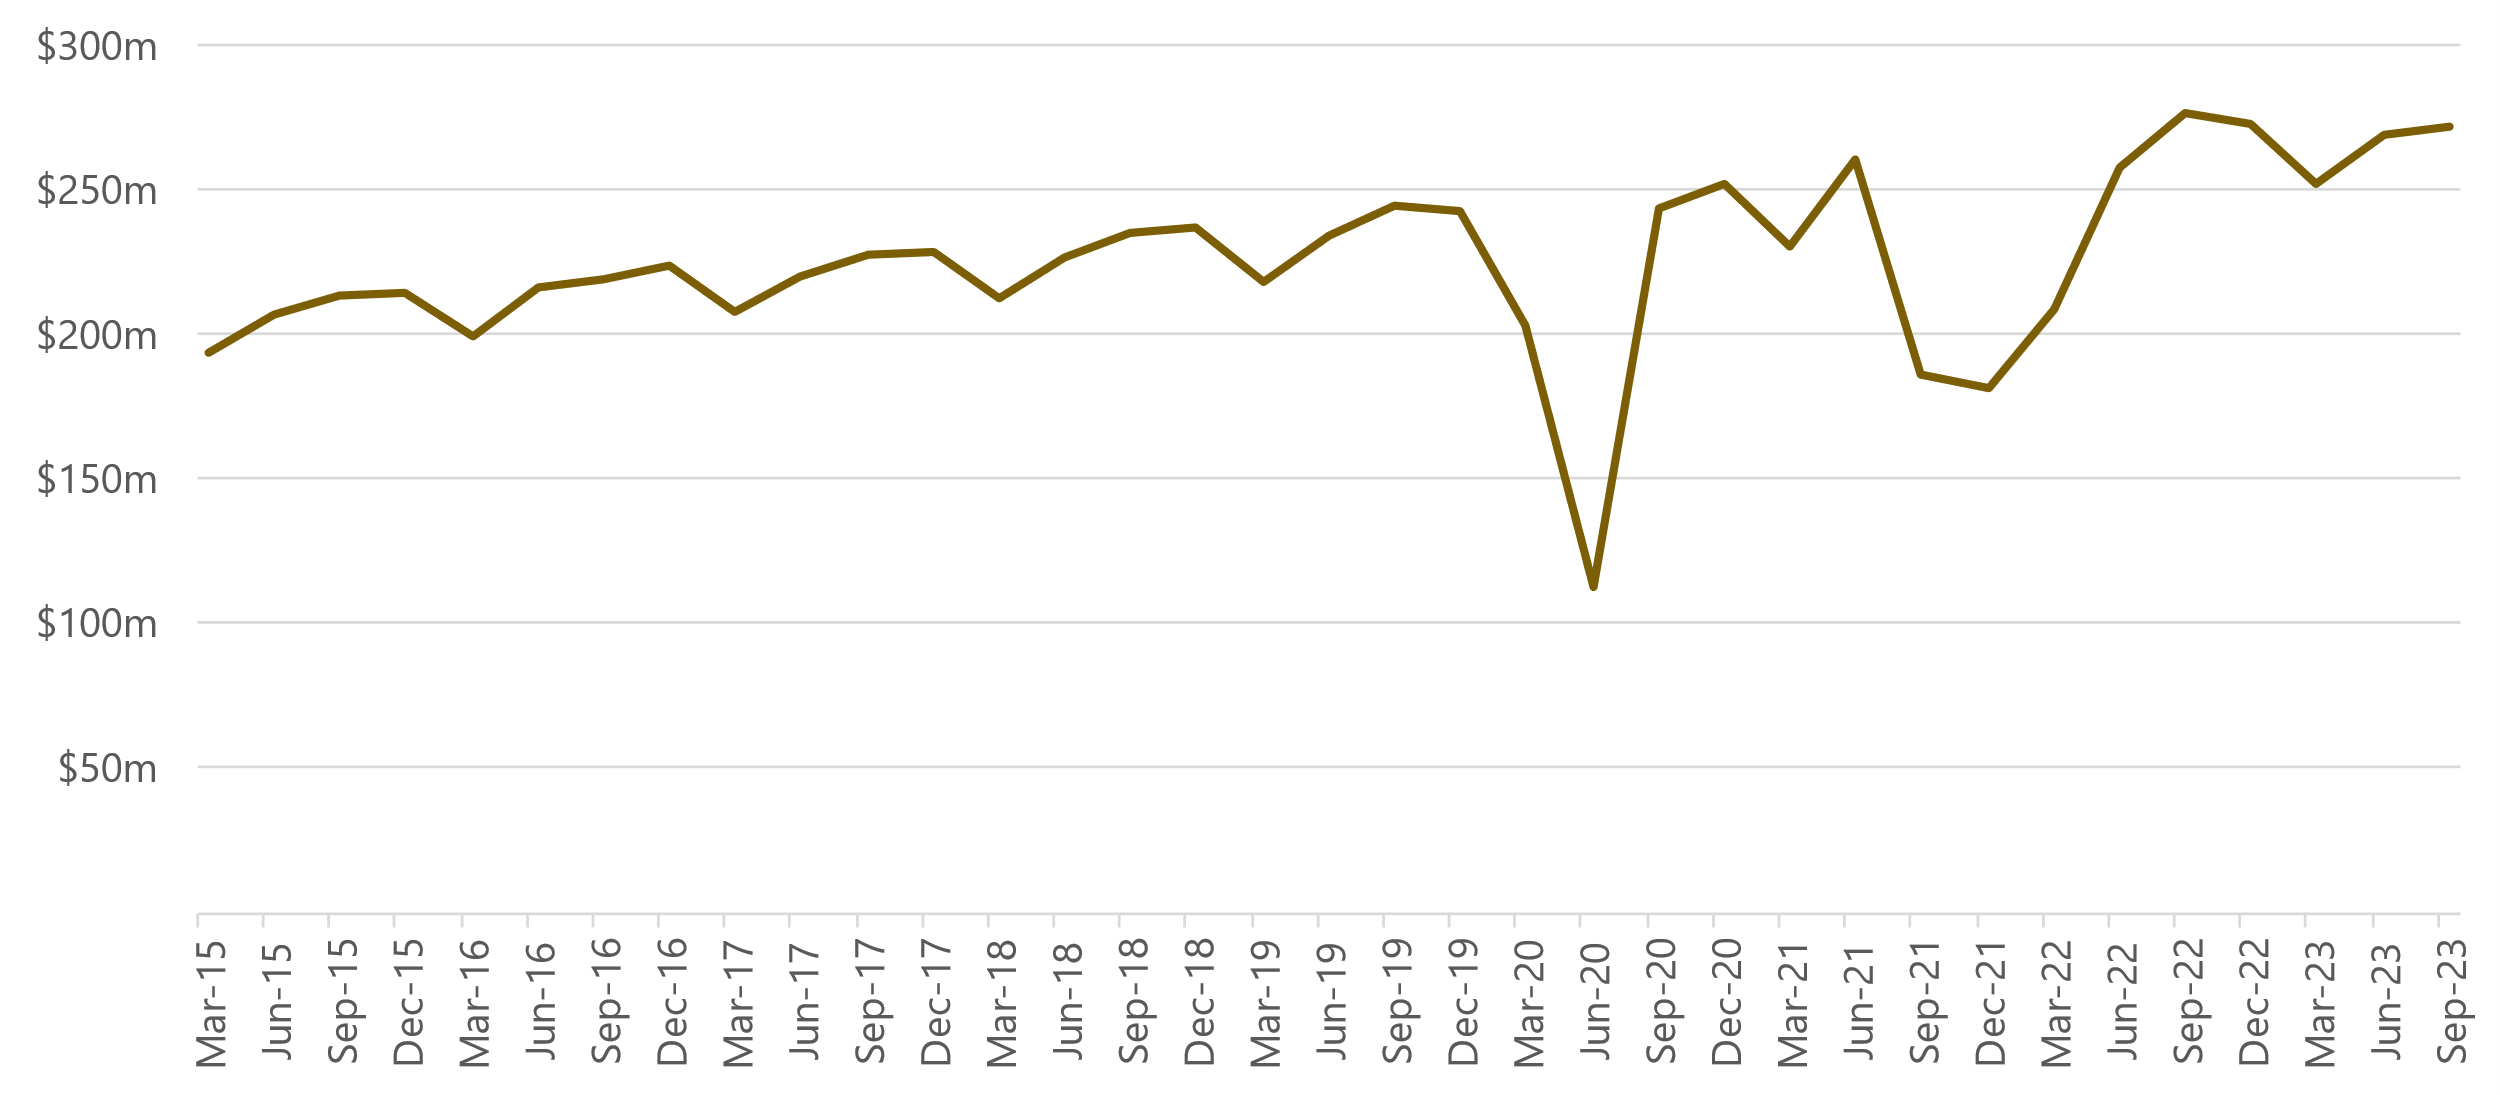 $300m
$250m
$200m
$150m
$100m
$50m
Mar-15
Jun-15
Sep-15
Dec-15
Mar-16
Jun-16
Sep-16
Dec-16
Mar-17
Jun-17
Sep-17
Dec-17
Mar-18
Jun-18
Sep-18
Dec-18
Mar-19
Jun-19
Sep-19
Dec-19
Mar-20
Jun-20
Sep-20
Dec-20
Mar-21
Jun-21
Sep-21
Dec-21
Mar-22
Jun-22
Sep-22
Dec-22
Mar-23
Jun-23
Sep-23